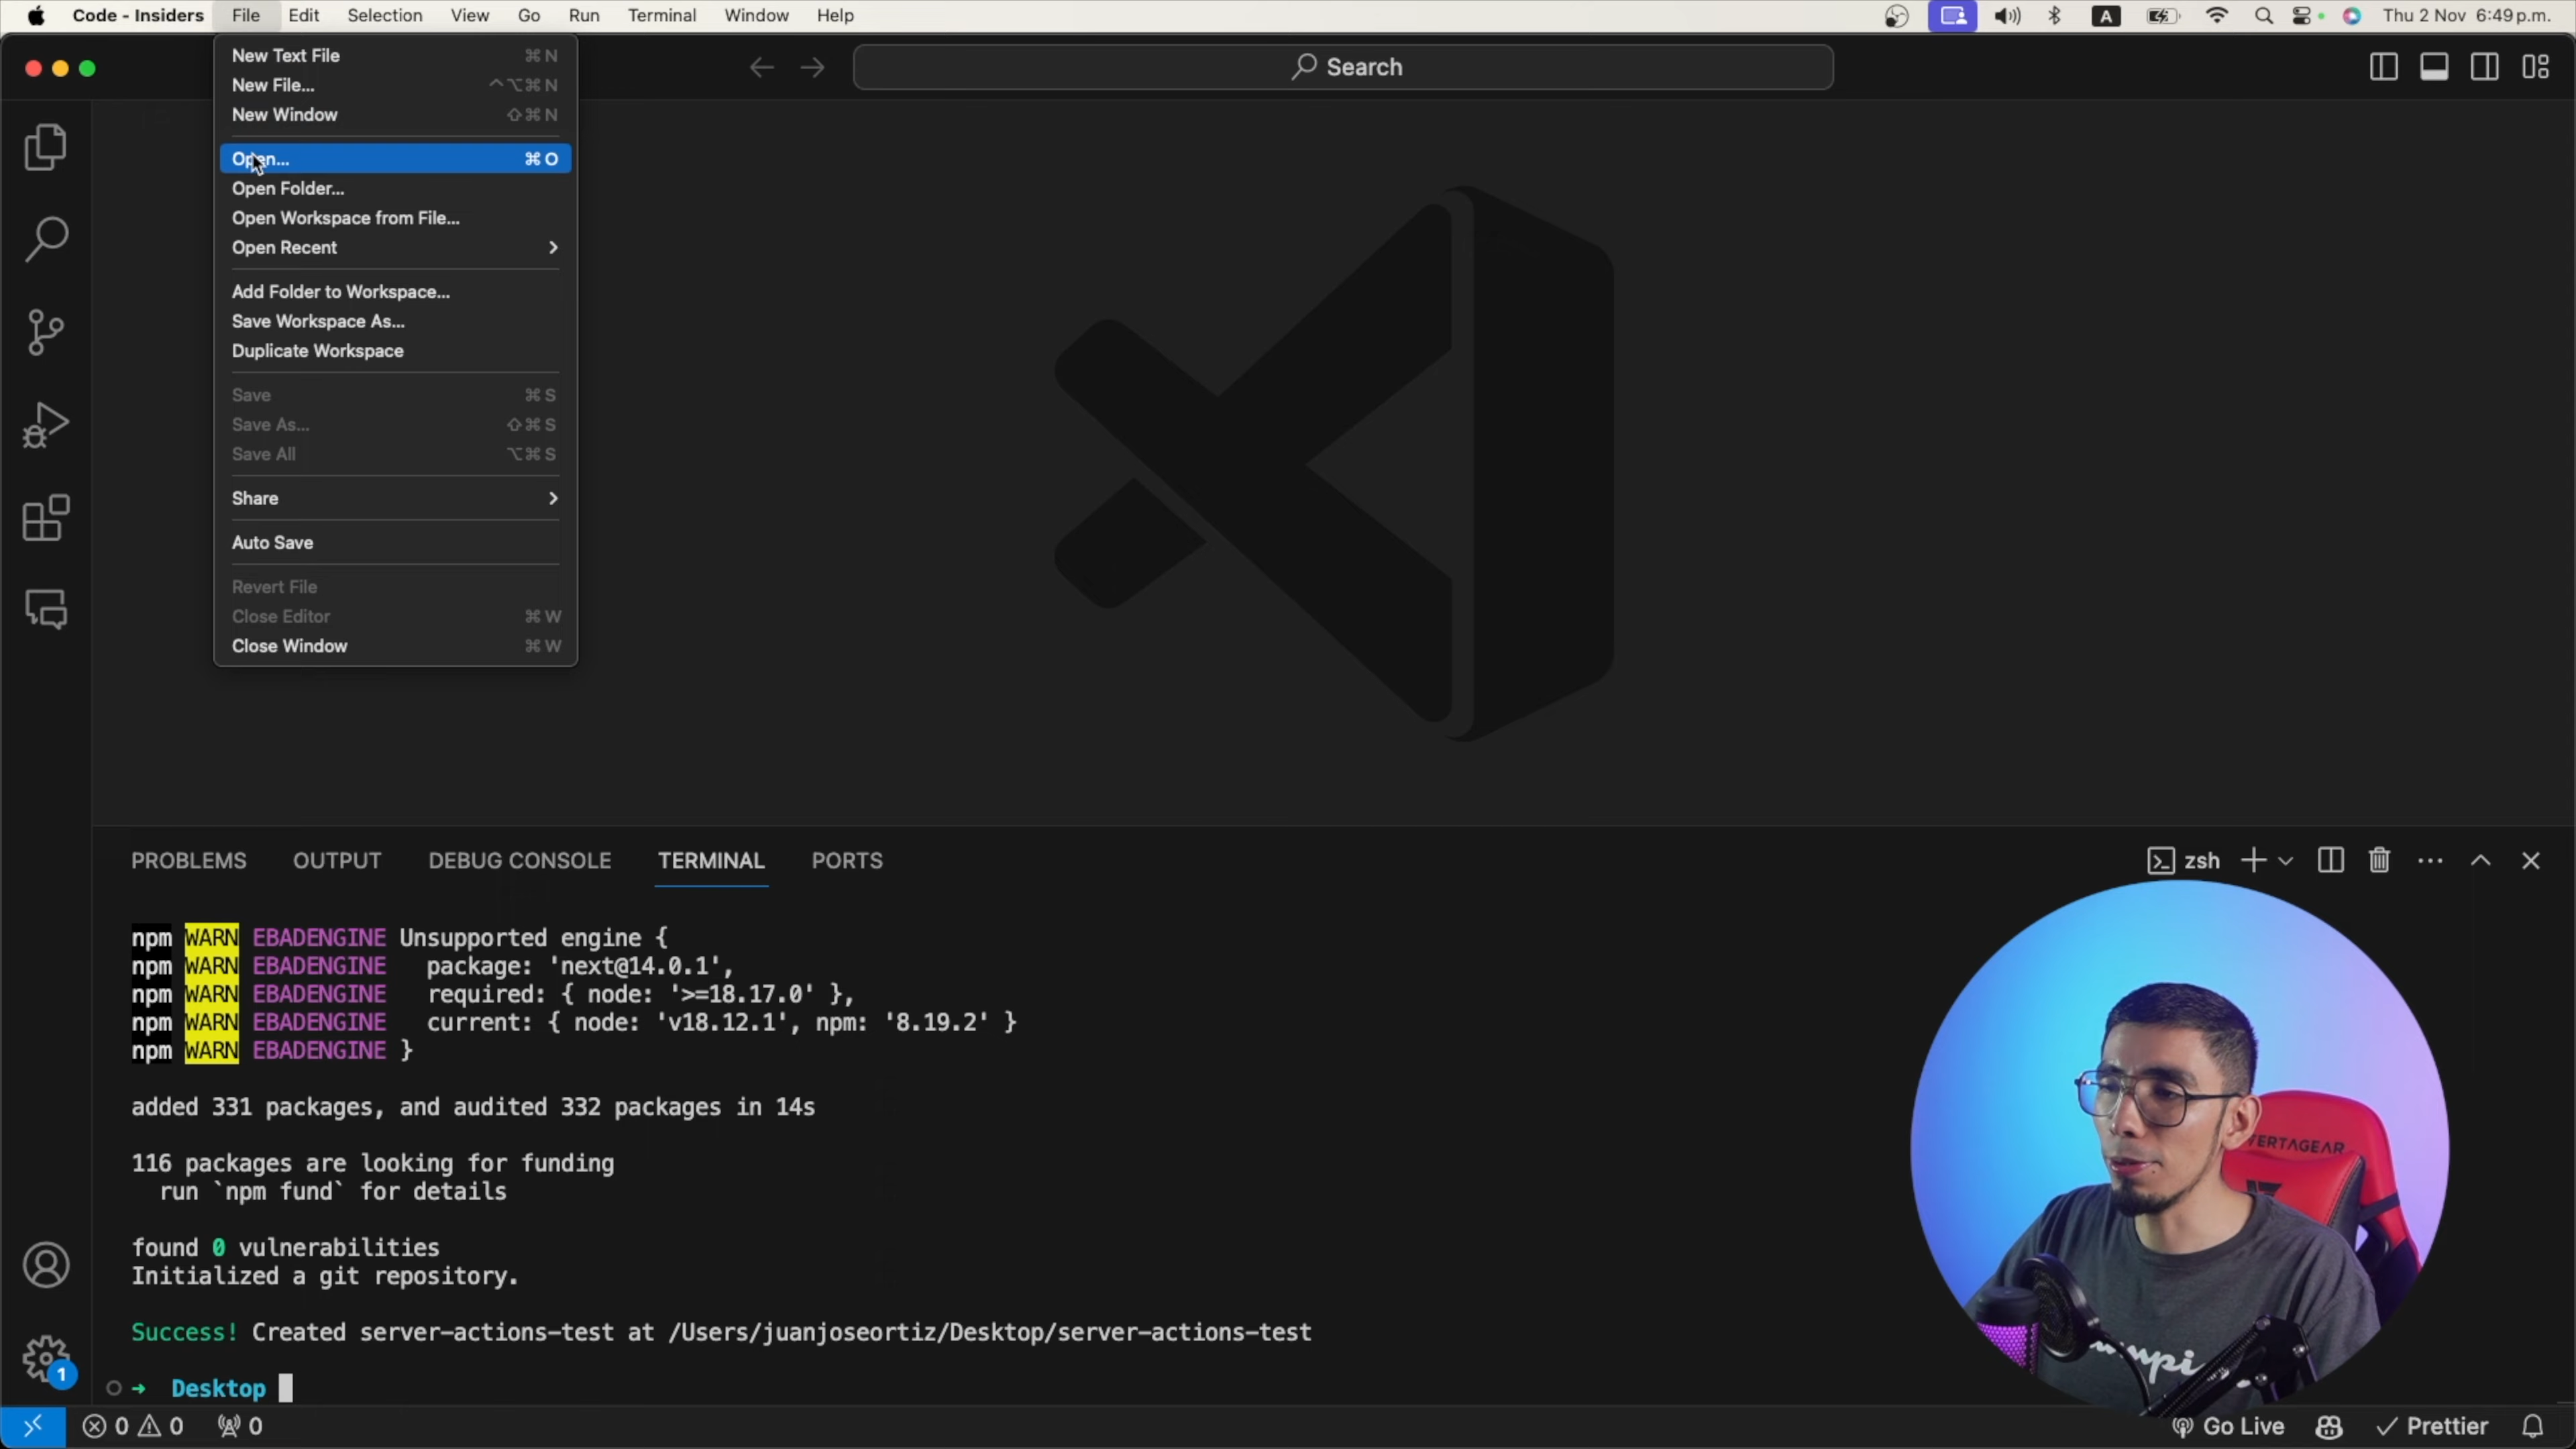 Code - Insiders File Edit Selection View Go Run Terminal Window Help A Thu 2 Nov 6:49 p.m.
Search
New Text File ⌘ N
New File... ^⌥⌘ N
New Window ⇧⌘ N
Open... ⌘ O
Open Folder...
Open Workspace from File...
Open Recent >
Add Folder to Workspace...
Save Workspace As...
Duplicate Workspace
Save ⌘ S
Save As... ⇧⌘ S
Save All ⌥⌘ S
Share >
Auto Save
Revert File
Close Editor ⌘ W
Close Window ⌘ W
PROBLEMS OUTPUT DEBUG CONSOLE TERMINAL PORTS zsh
npm WARN EBADENGINE Unsupported engine {
npm WARN EBADENGINE   package: 'next@14.0.1',
npm WARN EBADENGINE   required: { node: '>=18.17.0' },
npm WARN EBADENGINE   current: { node: 'v18.12.1', npm: '8.19.2' }
npm WARN EBADENGINE }
added 331 packages, and audited 332 packages in 14s
116 packages are looking for funding
  run `npm fund` for details
found 0 vulnerabilities
Initialized a git repository.
Success! Created server-actions-test at /Users/juanjoseortiz/Desktop/server-actions-test
➜ Desktop
1
0 0 0 Go Live Prettier